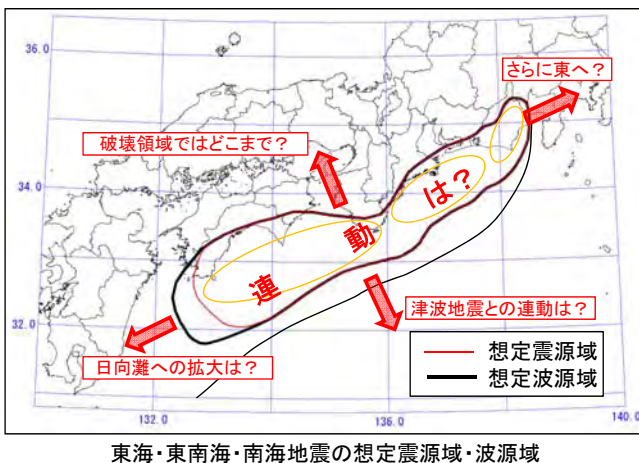 36.0
さらに東へ？
破壊領域ではどこまで？
34.0
連動は？
津波地震との連動は？
32.0
日向灘への拡大は？
想定震源域
想定波源域
132.0
136.0
140.0
東海・東南海・南海地震の想定震源域・波源域